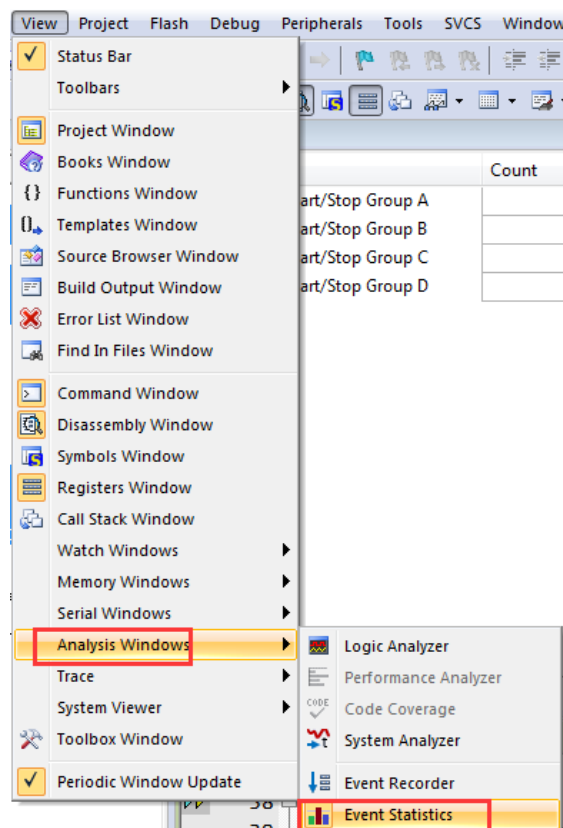 View Project Flash Debug Peripherals Tools SVCS Window
Status Bar
Toolbars
Project Window
Books Window
Count
Functions Window
art/Stop Group A
Templates Window
art/Stop Group B
Source Browser Window
art/Stop Group C
Build Output Window
art/Stop Group D
Error List Window
Find In Files Window
Command Window
Disassembly Window
Symbols Window
Registers Window
Call Stack Window
Watch Windows
Memory Windows
Serial Windows
Analysis Windows
Logic Analyzer
Trace
Performance Analyzer
System Viewer
CODE Code Coverage
Toolbox Window
System Analyzer
Periodic Window Update
Event Recorder
38
Event Statistics